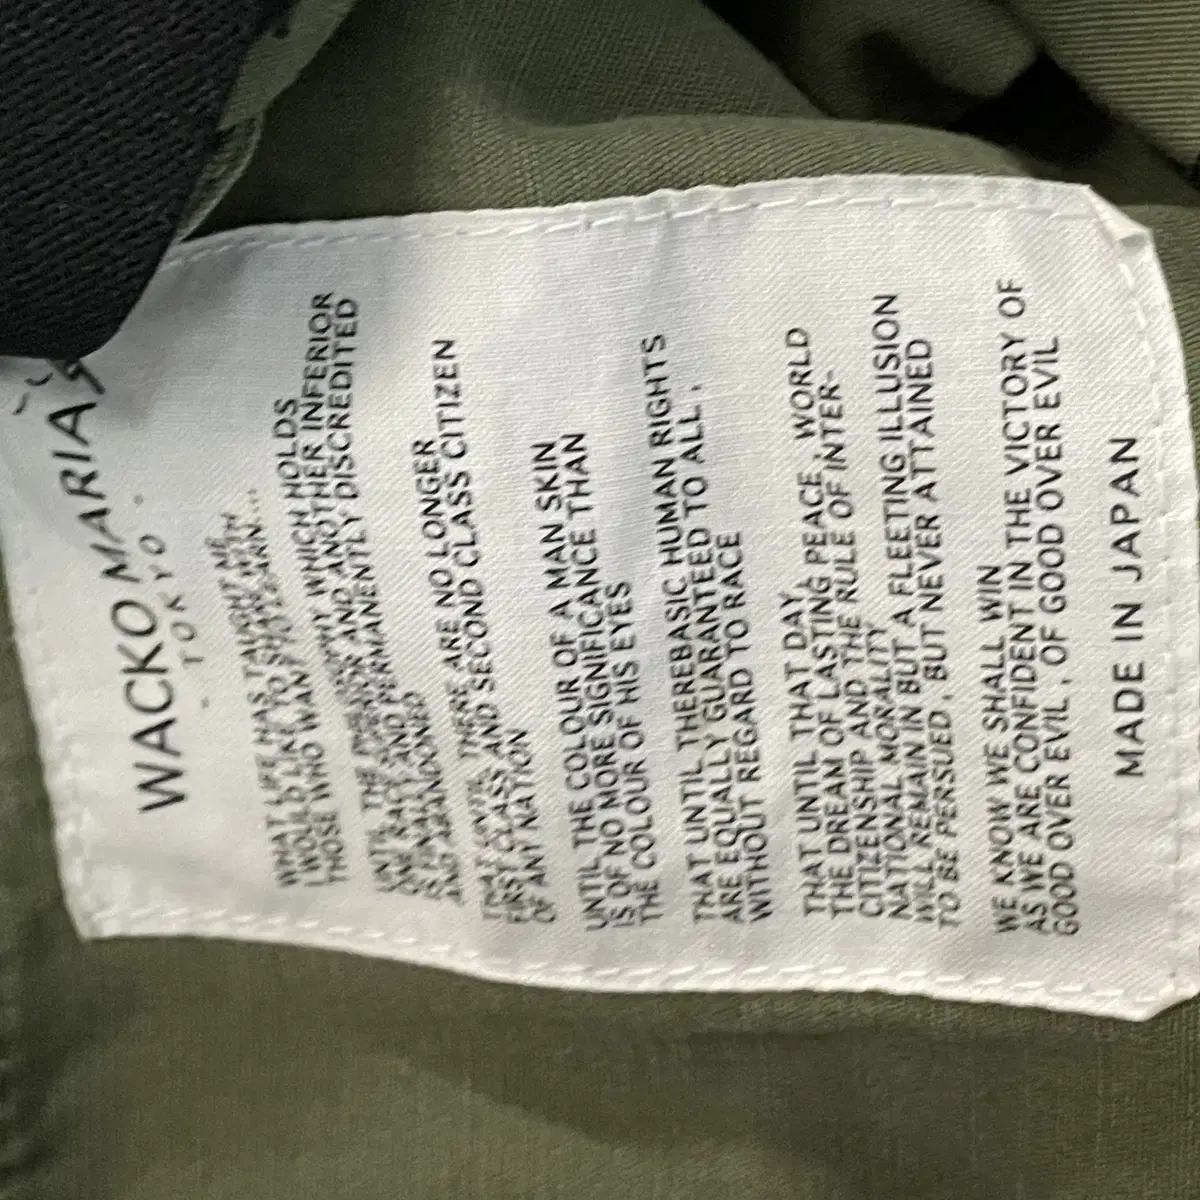 WACKO MARIA
- TOKYO -
WHAT LIFE HAS TAUGHT ME
I WOULD LIKE TO SHOW WITH
THOSE WHO WANT TO LEARN...
UNTIL THE PHILOSOPHY WHICH HOLDS
ONE RACE SUPERIOR AND ANOTHER INFERIOR
IS FINALLY AND PERMANENTLY DISCREDITED
AND ABANDONED
THAT UNTIL THERE ARE NO LONGER
FIRST CLASS AND SECOND CLASS CITIZEN
OF ANY NATION
UNTIL THE COLOUR OF A MAN SKIN
IS OF NO MORE SIGNIFICANCE THAN
THE COLOUR OF HIS EYES
THAT UNTIL THEREBASIC HUMAN RIGHTS
ARE EQUALLY GUARANTEED TO ALL ,
WITHOUT REGARD TO RACE
THAT UNTIL THAT DAY,
THE DREAM OF LASTING PEACE , WORLD
CITIZENSHIP AND THE RULE OF INTER-
NATIONAL MORALITY
WILL REMAIN IN BUT A FLEETING ILLUSION
TO BE PERSUED , BUT NEVER ATTAINED
WE KNOW WE SHALL WIN
AS WE ARE CONFIDENT IN THE VICTORY OF
GOOD OVER EVIL , OF GOOD OVER EVIL
MADE IN JAPAN